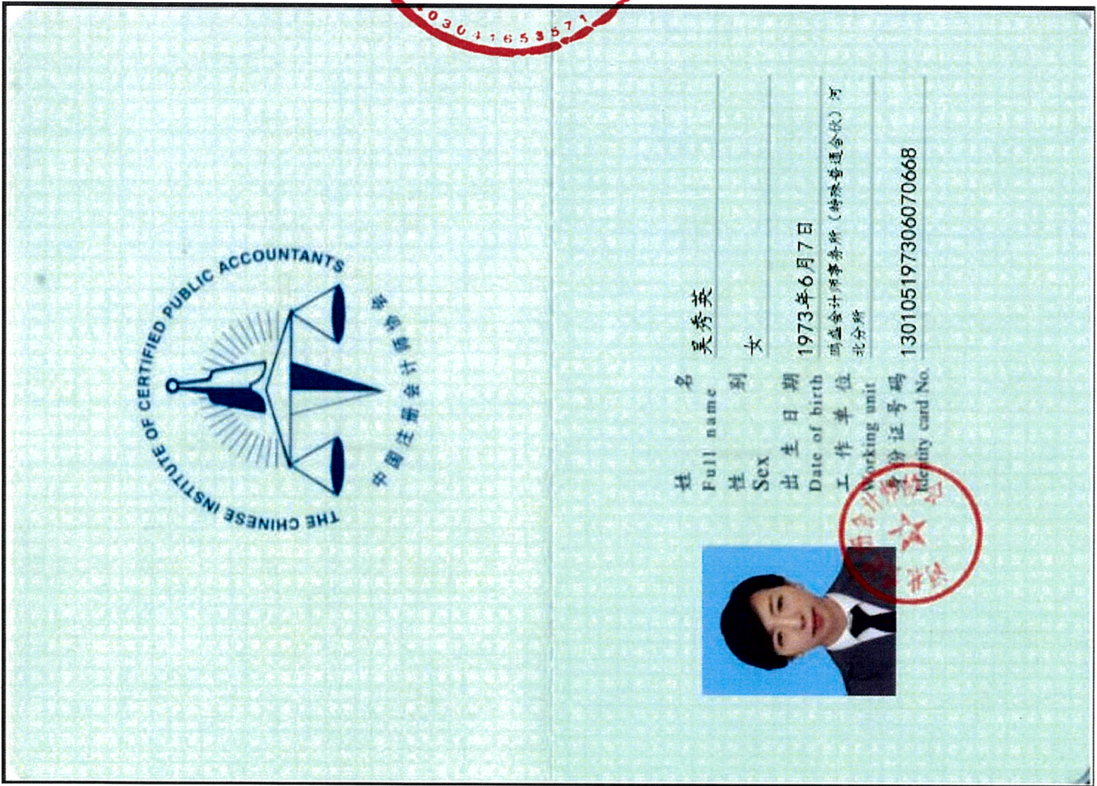 03041653571
THE CHINESE INSTITUTE OF CERTIFIED PUBLIC ACCOUNTANTS
中国注册会计师协会
姓 名 吴秀英
Full name
性 别 女
Sex
出 生 日 期 1973年6月7日
Date of birth
工 作 单 位 鹏盛会计师事务所（特殊普通合伙）河
北分所
Working unit
身份证号码 130105197306070668
Identity card No.